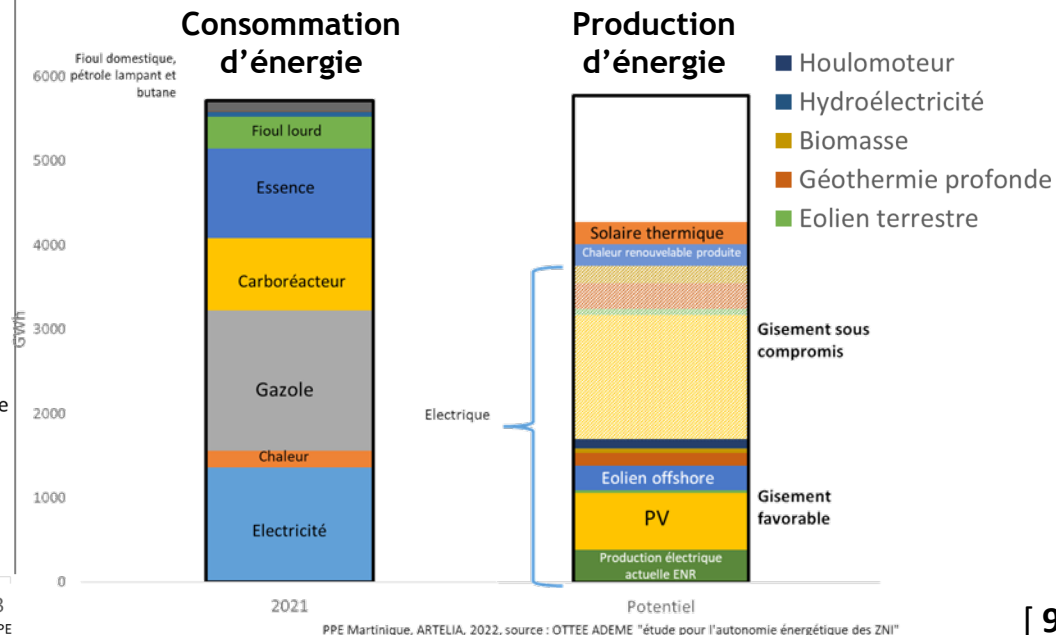 Consommation
d’énergie
Production
d’énergie
Fioul domestique,
pétrole lampant et
butane
6000
5000
4000
3000
2000
1000
0
GWh
Fioul lourd
Essence
Carboréacteur
Gazole
Chaleur
Electricité
2021
Solaire thermique
Chaleur renouvelable produite
Eolien offshore
PV
Production électrique
actuelle ENR
Potentiel
Electrique
Gisement sous
compromis
Gisement
favorable
Houlomoteur
Hydroélectricité
Biomasse
Géothermie profonde
Eolien terrestre
e
3
PE
PPE Martinique, ARTELIA, 2022, source : OTTEE ADEME "étude pour l'autonomie énergétique des ZNI"
[ 9